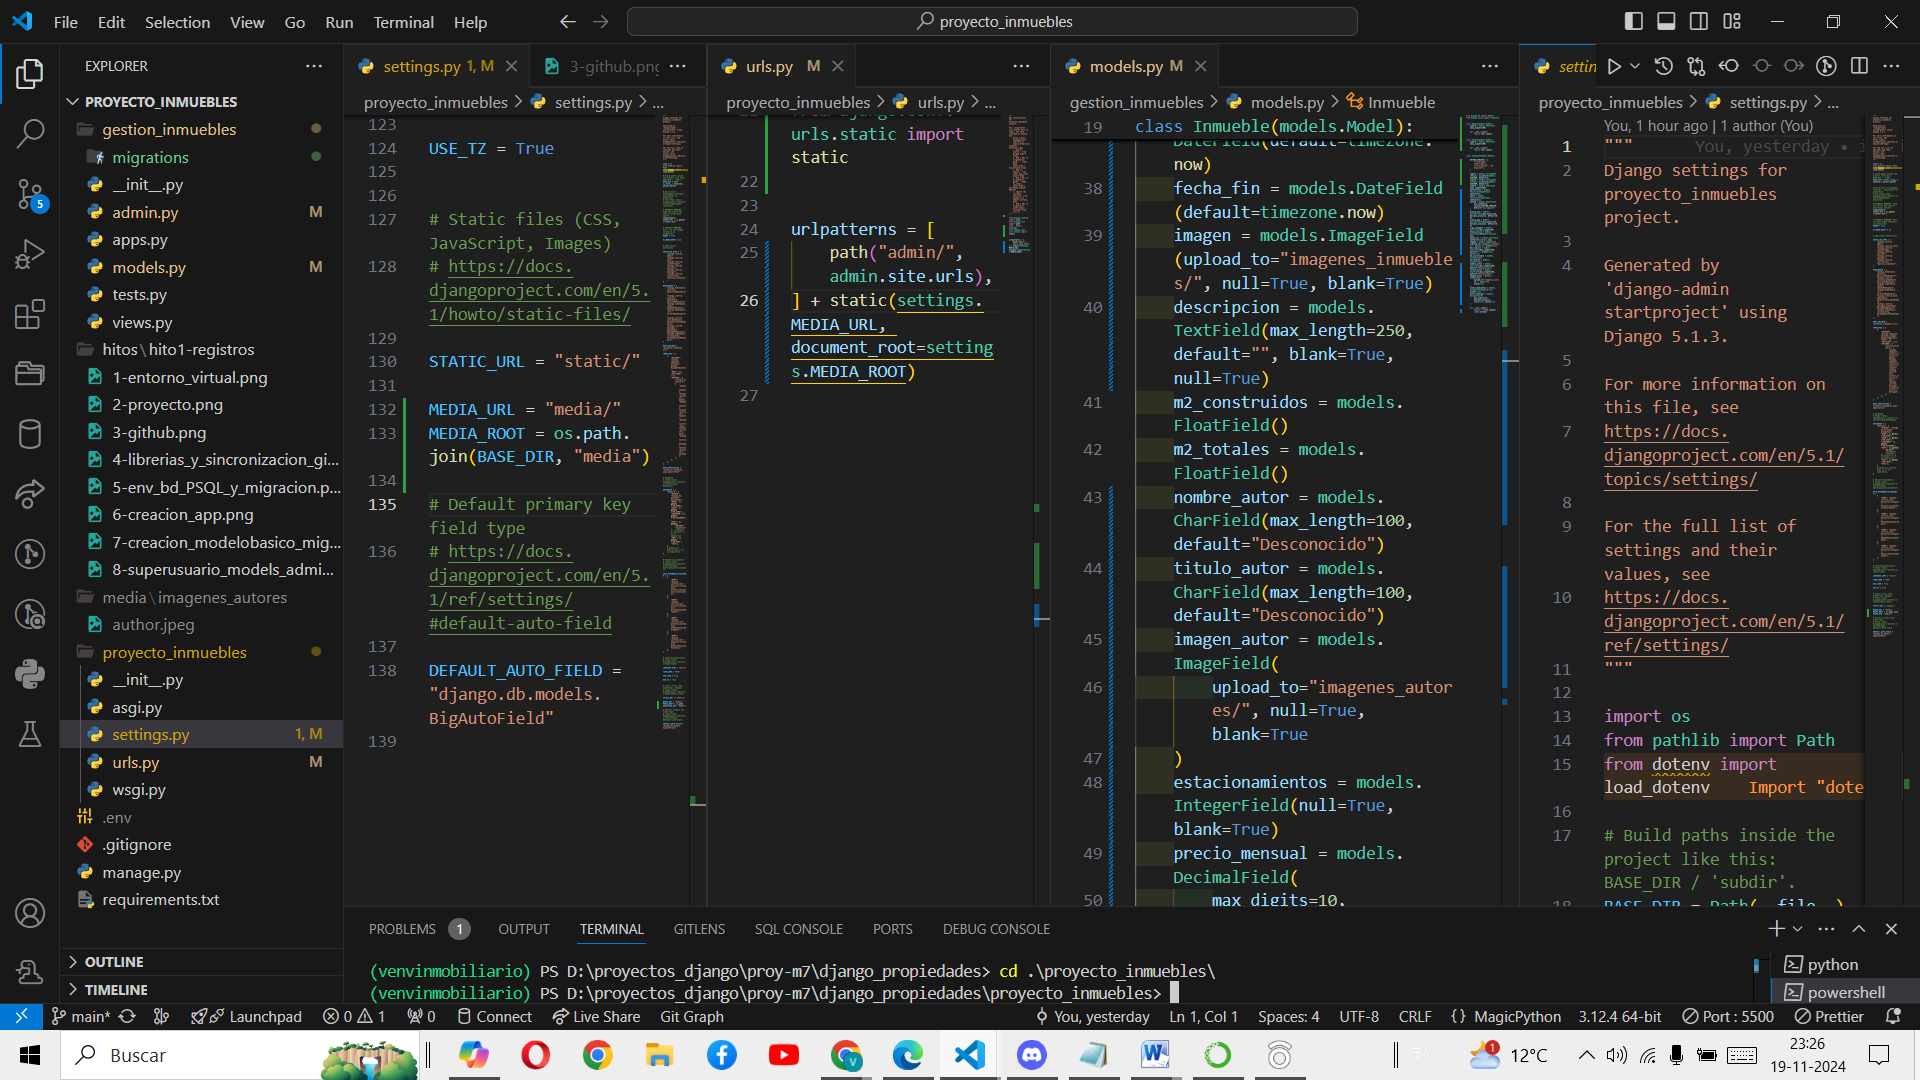 File Edit Selection View Go Run Terminal Help
proyecto_inmuebles
EXPLORER
PROYECTO_INMUEBLES
gestion_inmuebles
migrations
__init__.py
admin.py M
apps.py
models.py M
tests.py
views.py
hitos\hito1-registros
1-entorno_virtual.png
2-proyecto.png
3-github.png
4-librerias_y_sincronizacion_gi...
5-env_bd_PSQL_y_migracion.p...
6-creacion_app.png
7-creacion_modelobasico_mig...
8-superusuario_models_admi...
media\imagenes_autores
author.jpeg
proyecto_inmuebles
__init__.py
asgi.py
settings.py 1, M
urls.py M
wsgi.py
.env
.gitignore
manage.py
requirements.txt
OUTLINE
TIMELINE
5
settings.py 1, M
3-github.png
proyecto_inmuebles > settings.py > ...
123
124 USE_TZ = True
125
126
127 # Static files (CSS,
JavaScript, Images)
128 # https://docs.
djangoproject.com/en/5.
1/howto/static-files/
129
130 STATIC_URL = "static/"
131
132 MEDIA_URL = "media/"
133 MEDIA_ROOT = os.path.
join(BASE_DIR, "media")
134
135 # Default primary key
field type
136 # https://docs.
djangoproject.com/en/5.
1/ref/settings/
#default-auto-field
137
138 DEFAULT_AUTO_FIELD =
"django.db.models.
BigAutoField"
139
urls.py M
proyecto_inmuebles > urls.py > ...
urls.static import
static
22
23
24 urlpatterns = [
25 path("admin/",
admin.site.urls),
26 ] + static(settings.
MEDIA_URL,
document_root=setting
s.MEDIA_ROOT)
27
models.py M
gestion_inmuebles > models.py > Inmueble
19 class Inmueble(models.Model):
DateField(default=timezone.
now)
38 fecha_fin = models.DateField
(default=timezone.now)
39 imagen = models.ImageField
(upload_to="imagenes_inmueble
s/", null=True, blank=True)
40 descripcion = models.
TextField(max_length=250,
default="", blank=True,
null=True)
41 m2_construidos = models.
FloatField()
42 m2_totales = models.
FloatField()
43 nombre_autor = models.
CharField(max_length=100,
default="Desconocido")
44 titulo_autor = models.
CharField(max_length=100,
default="Desconocido")
45 imagen_autor = models.
ImageField(
46 upload_to="imagenes_autor
es/", null=True,
blank=True
47 )
48 estacionamientos = models.
IntegerField(null=True,
blank=True)
49 precio_mensual = models.
DecimalField(
50 max_digits=10,
settin
proyecto_inmuebles > settings.py > ...
You, 1 hour ago | 1 author (You)
1 """ You, yesterday •
2 Django settings for
proyecto_inmuebles
project.
3
4 Generated by
'django-admin
startproject' using
Django 5.1.3.
5
6 For more information on
this file, see
7 https://docs.
djangoproject.com/en/5.1/
topics/settings/
8
9 For the full list of
settings and their
values, see
10 https://docs.
djangoproject.com/en/5.1/
ref/settings/
11 """
12
13 import os
14 from pathlib import Path
15 from dotenv import
load_dotenv Import "dote
16
17 # Build paths inside the
project like this:
BASE_DIR / 'subdir'.
18 BASE_DIR = Path(__file__)
PROBLEMS 1 OUTPUT TERMINAL GITLENS SQL CONSOLE PORTS DEBUG CONSOLE
(venvinmobiliario) PS D:\proyectos_django\proy-m7\django_propiedades> cd .\proyecto_inmuebles\
(venvinmobiliario) PS D:\proyectos_django\proy-m7\django_propiedades\proyecto_inmuebles>
python
powershell
main* Launchpad 0 1 0 Connect Live Share Git Graph You, yesterday Ln 1, Col 1 Spaces: 4 UTF-8 CRLF {} MagicPython 3.12.4 64-bit Port : 5500 Prettier
Buscar
1
12°C
23:26
19-11-2024